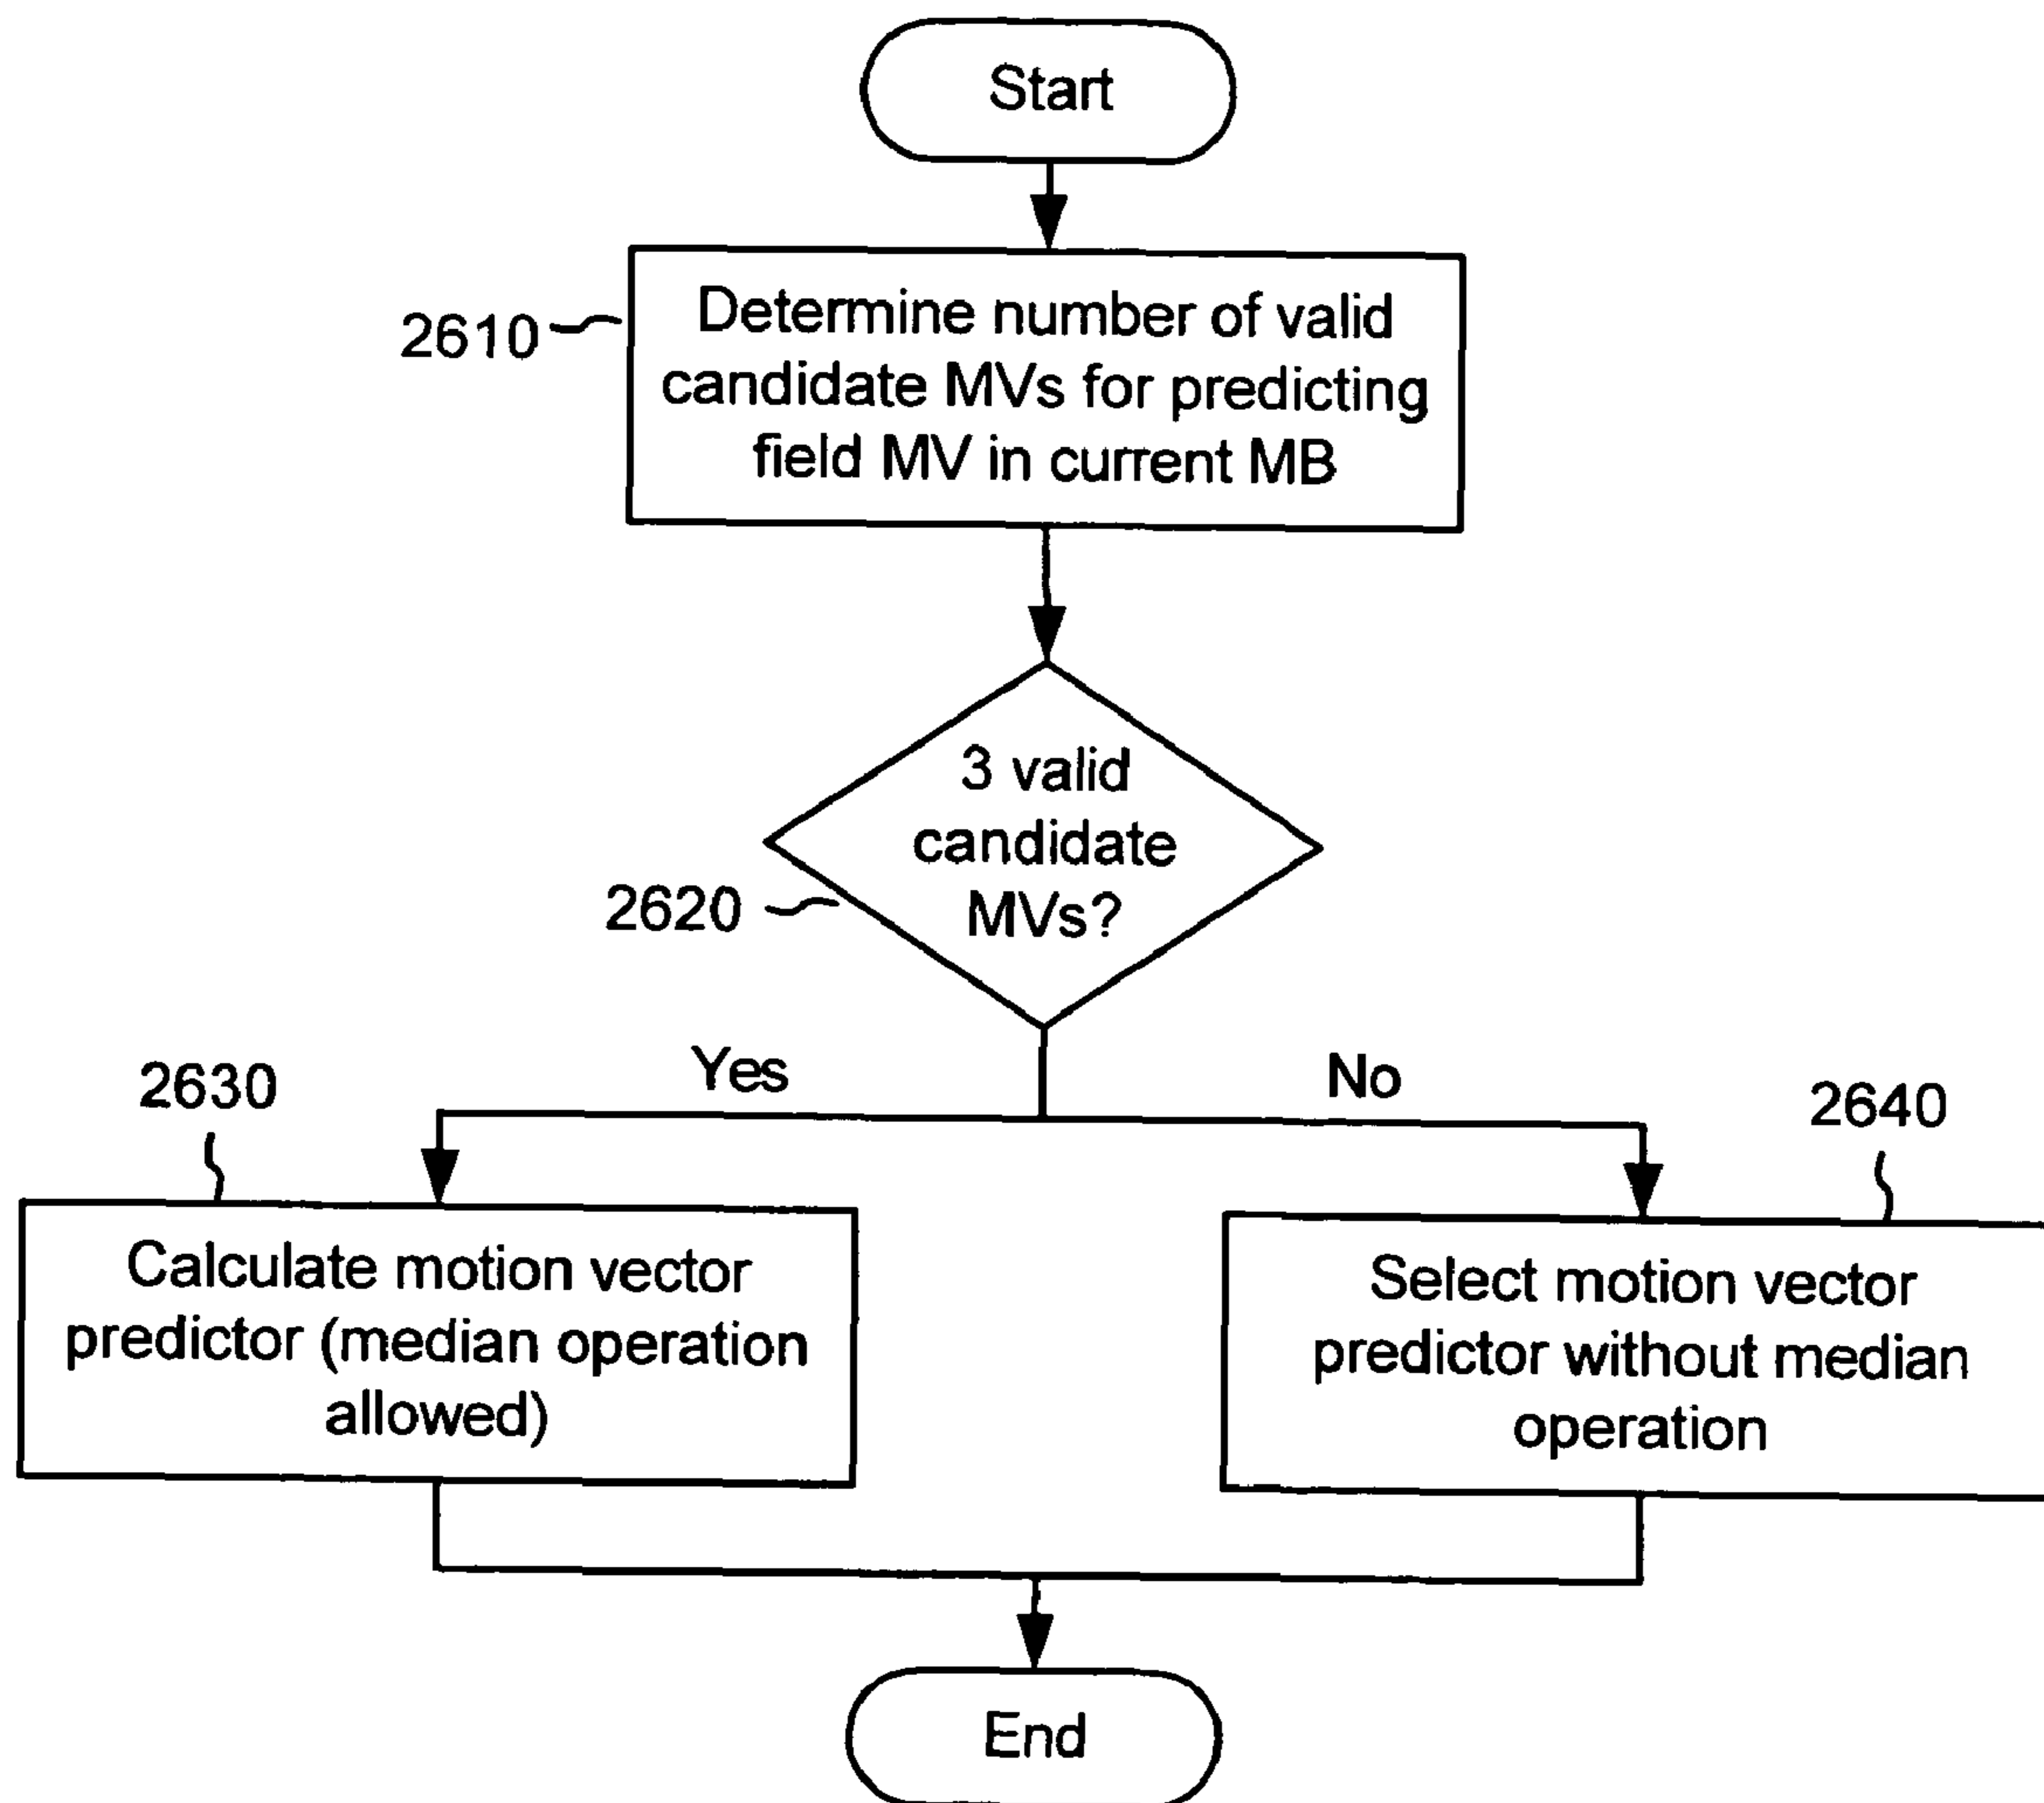 Start
2610
Determine number of valid
candidate MVs for predicting
field MV in current MB
3 valid
candidate
MVs?
2620
Yes
No
2630
2640
Calculate motion vector
predictor (median operation
allowed)
Select motion vector
predictor without median
operation
End